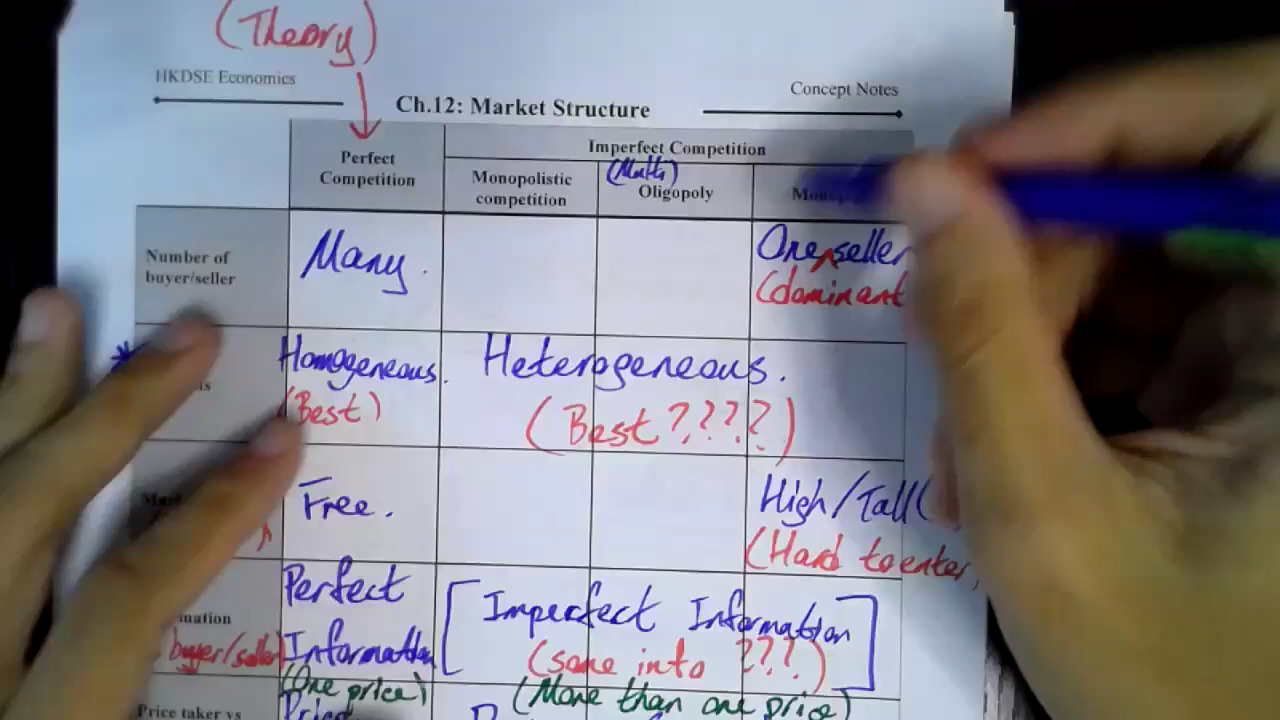 (Theory)
HKDSE Economics
Concept Notes
Ch.12: Market Structure
Perfect
Competition
Imperfect Competition
Monopolistic
competition
Oligopoly
Number of
buyer/seller
Many.
One seller
(dominant
Homogeneous.
(Best)
Heterogeneous.
(Best ????)
Free.
High/Tall(
(Hard to enter,
Perfect
Information
(One price)
[Imperfect Information]
(some info ???)
(More than one price)
buyer/seller
Price taker vs